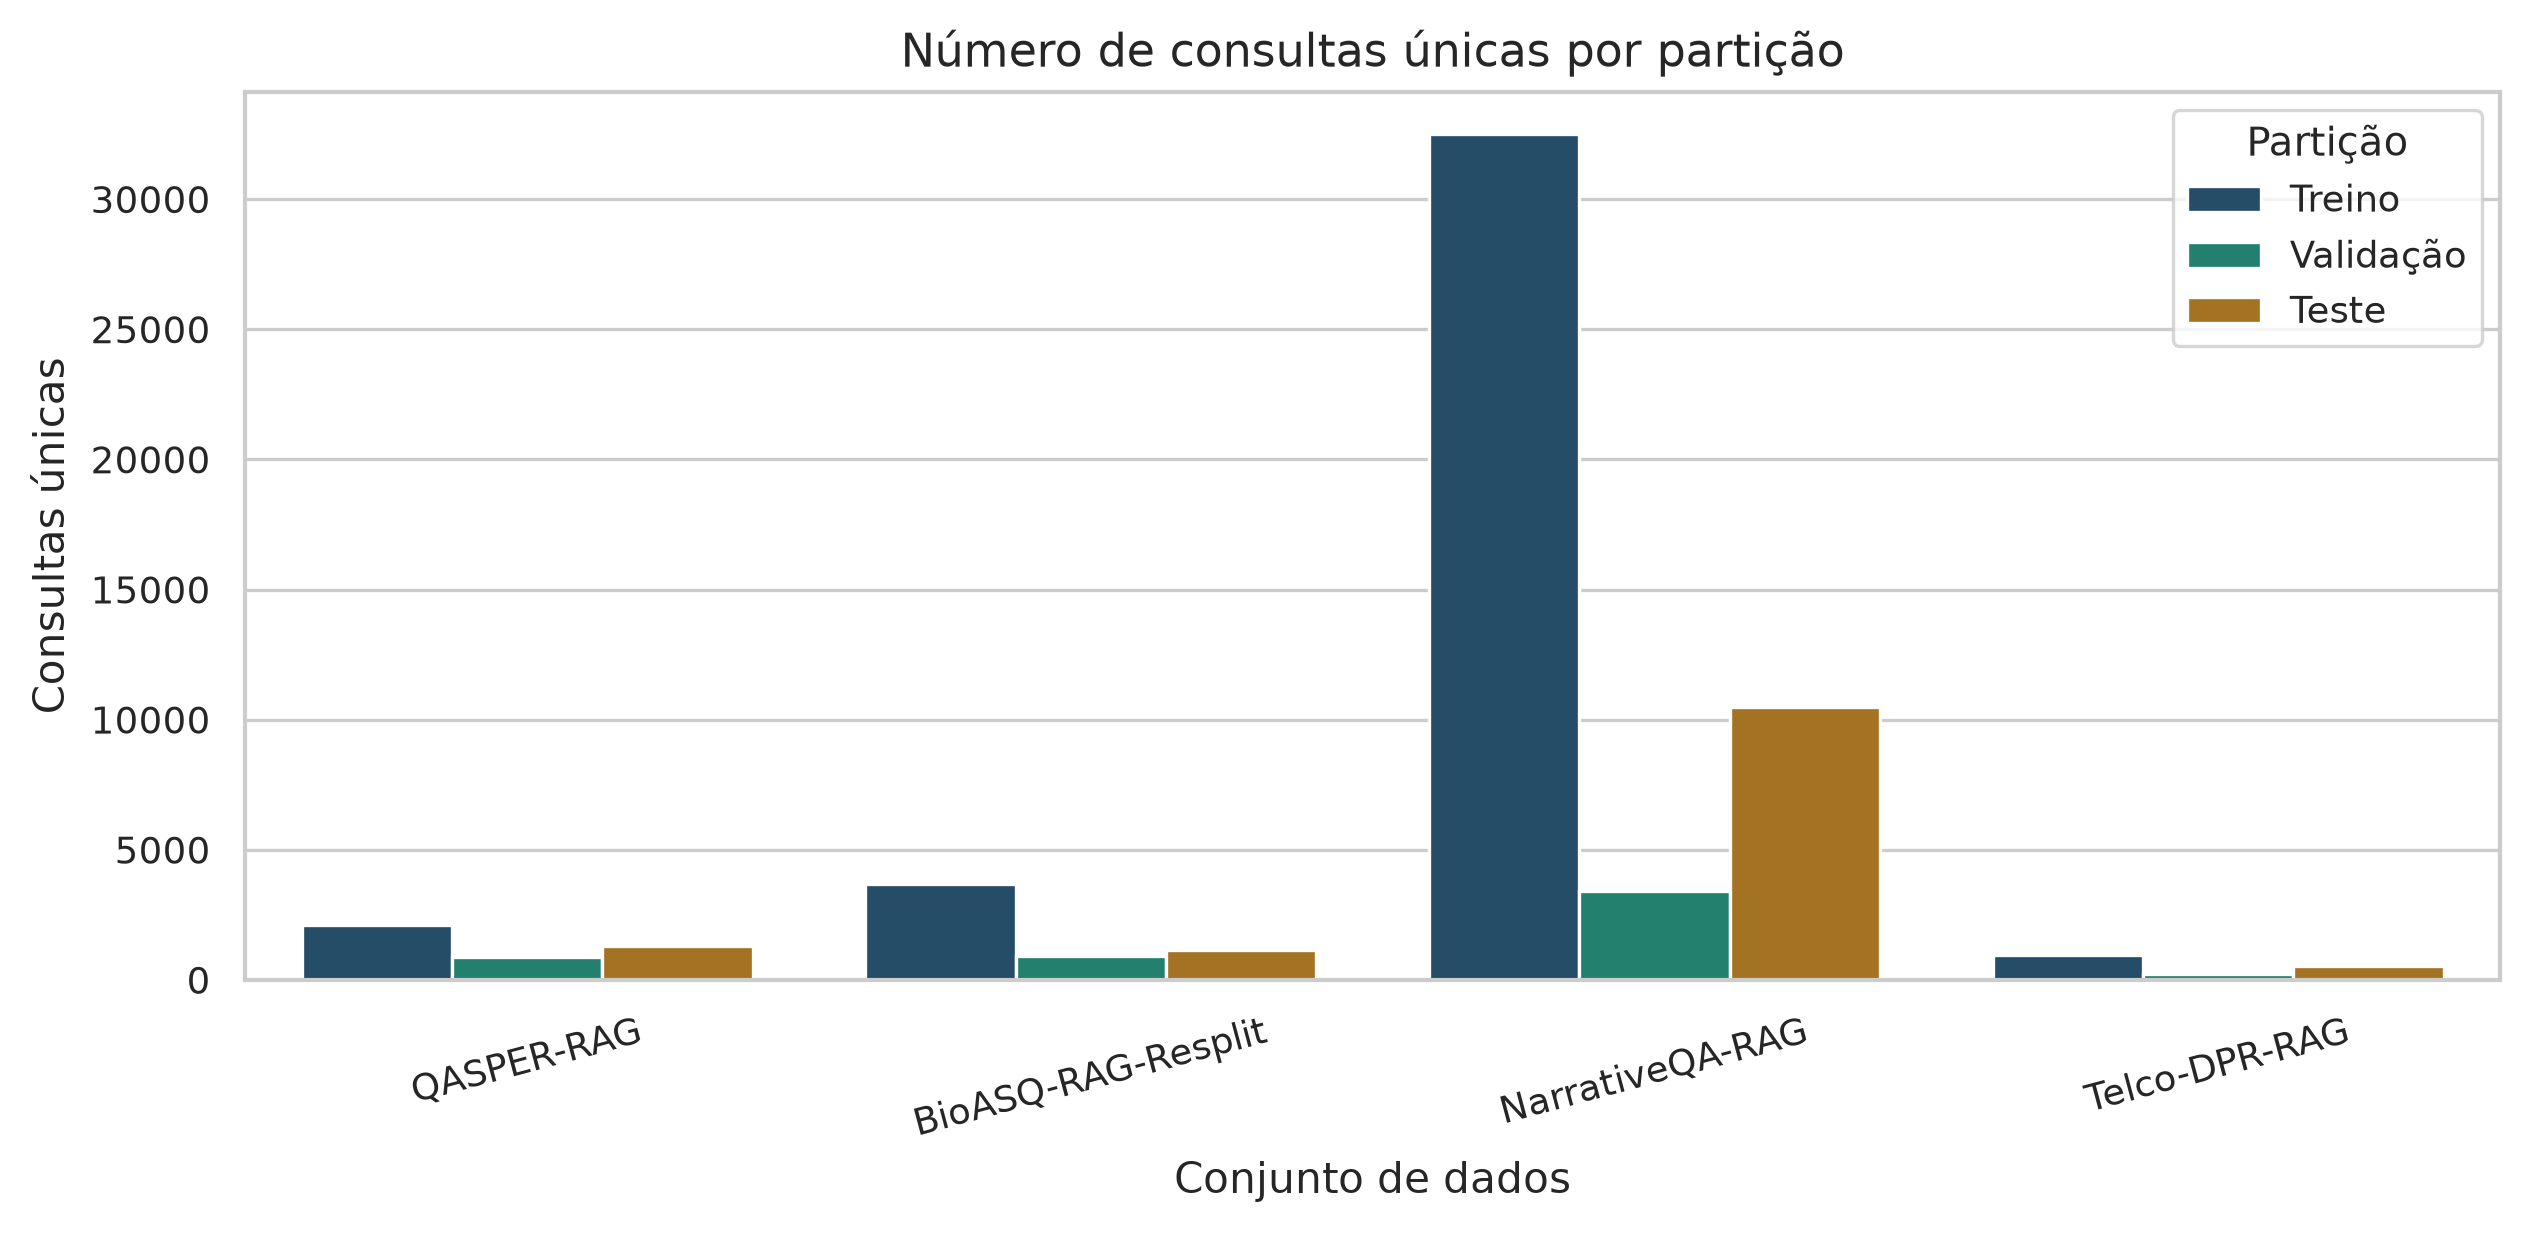 Número de consultas únicas por partição
Partição
Treino
Validação
Teste
Consultas únicas
30000
25000
20000
15000
10000
5000
0
QASPER-RAG
BioASQ-RAG-Resplit
NarrativeQA-RAG
Telco-DPR-RAG
Conjunto de dados